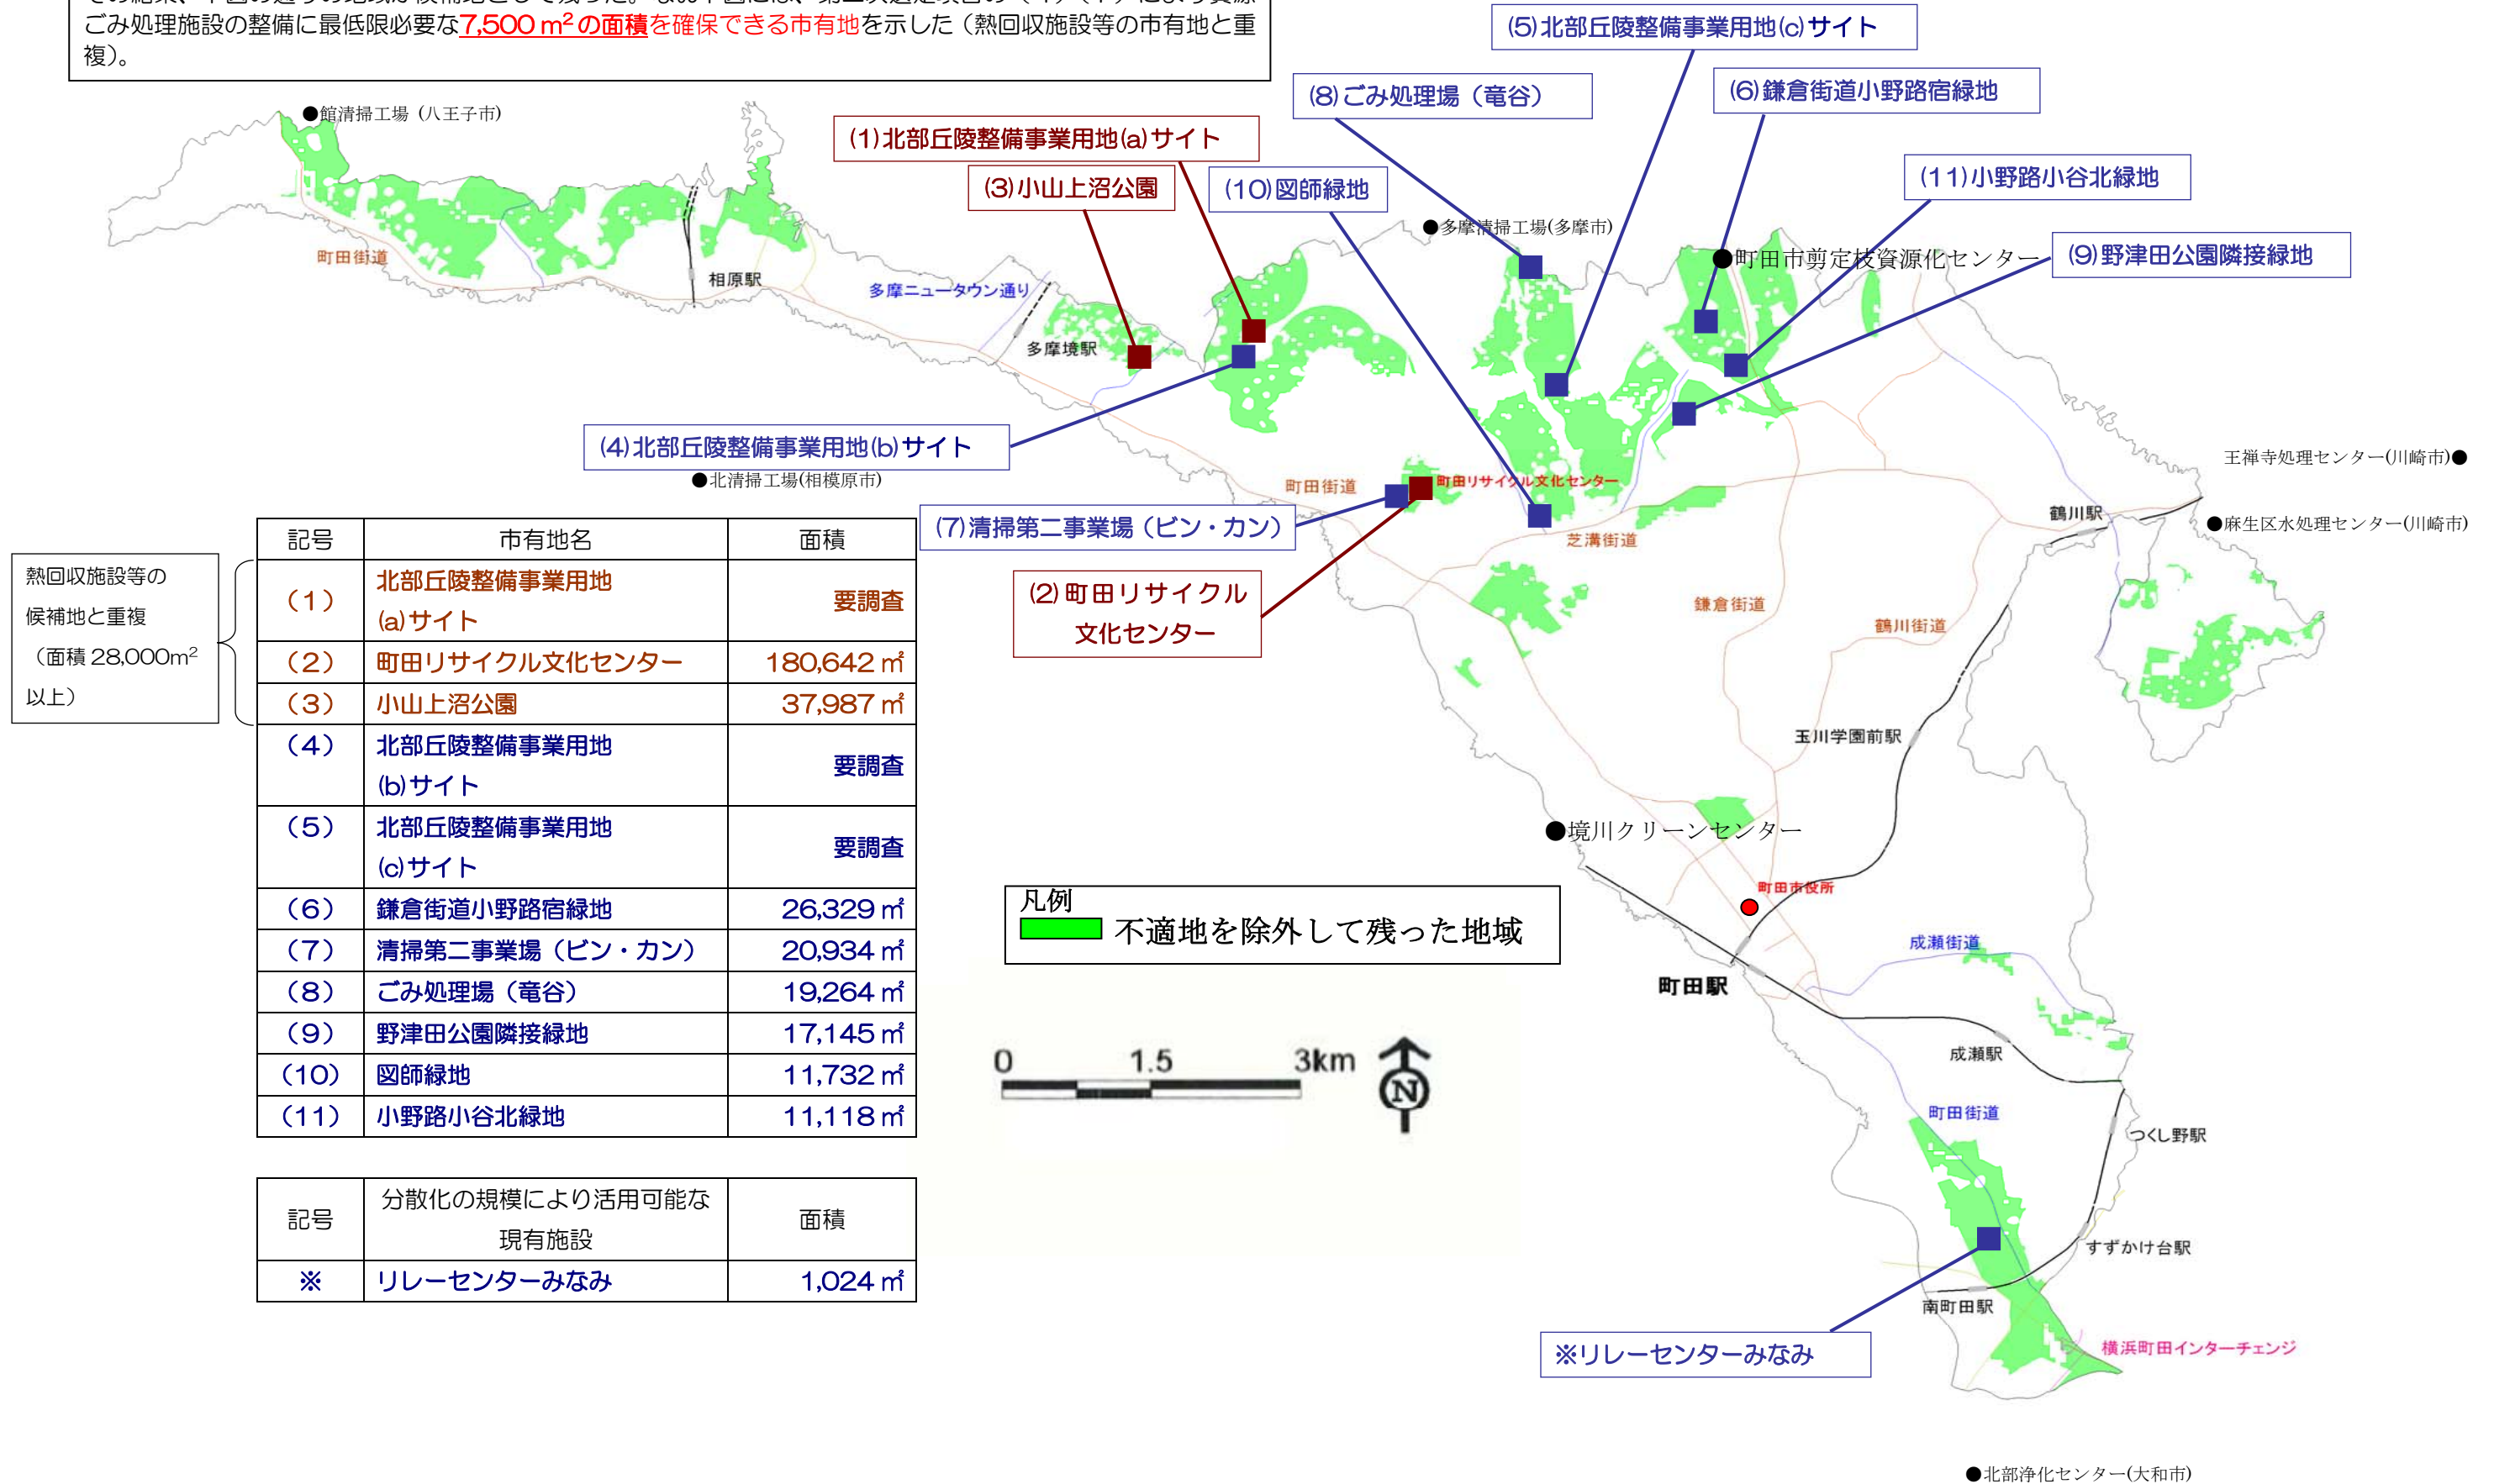 ごみ処理施設の整備に最低限必要な7,500 m²の面積を確保できる市有地を示した（熱回収施設等の市有地と重
複）。
(5)北部丘陵整備事業用地(c)サイト
(8)ごみ処理場（竜谷）
(6)鎌倉街道小野路宿緑地
●館清掃工場 (八王子市)
(1)北部丘陵整備事業用地(a)サイト
(3)小山上沼公園
(10)図師緑地
(11)小野路小谷北緑地
●多摩清掃工場(多摩市)
●町田市剪定枝資源化センター
(9)野津田公園隣接緑地
町田街道
相原駅
多摩ニュータウン通り
多摩境駅
(4)北部丘陵整備事業用地(b)サイト
●北清掃工場(相模原市)
町田街道
町田リサイクル文化センター
王禅寺処理センター(川崎市)●
鶴川駅
●麻生区水処理センター(川崎市)
(7)清掃第二事業場（ビン・カン）
芝溝街道
(2)町田リサイクル
文化センター
鎌倉街道
鶴川街道
玉川学園前駅
熱回収施設等の
候補地と重複
（面積 28,000m²
以上）
記号 市有地名 面積
（1） 北部丘陵整備事業用地
(a)サイト 要調査
（2） 町田リサイクル文化センター 180,642 ㎡
（3） 小山上沼公園 37,987 ㎡
（4） 北部丘陵整備事業用地
(b)サイト 要調査
（5） 北部丘陵整備事業用地
(c)サイト 要調査
（6） 鎌倉街道小野路宿緑地 26,329 ㎡
（7） 清掃第二事業場（ビン・カン） 20,934 ㎡
（8） ごみ処理場（竜谷） 19,264 ㎡
（9） 野津田公園隣接緑地 17,145 ㎡
（10） 図師緑地 11,732 ㎡
（11） 小野路小谷北緑地 11,118 ㎡
記号 分散化の規模により活用可能な
現有施設 面積
※ リレーセンターみなみ 1,024 ㎡
●境川クリーンセンター
町田市役所
凡例
不適地を除外して残った地域
成瀬街道
町田駅
0 1.5 3km
N
成瀬駅
町田街道
つくし野駅
すずかけ台駅
南町田駅
※リレーセンターみなみ
横浜町田インターチェンジ
●北部浄化センター(大和市)